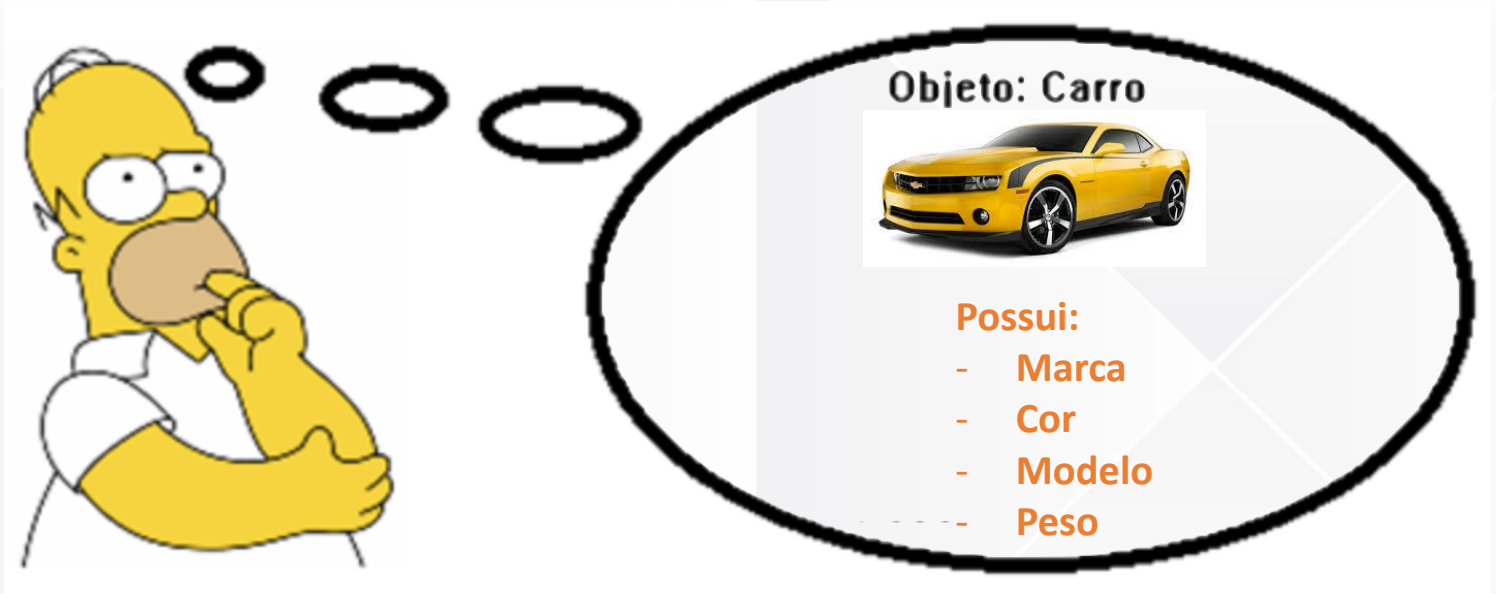 Objeto: Carro
Possui:
- Marca
- Cor
- Modelo
- Peso